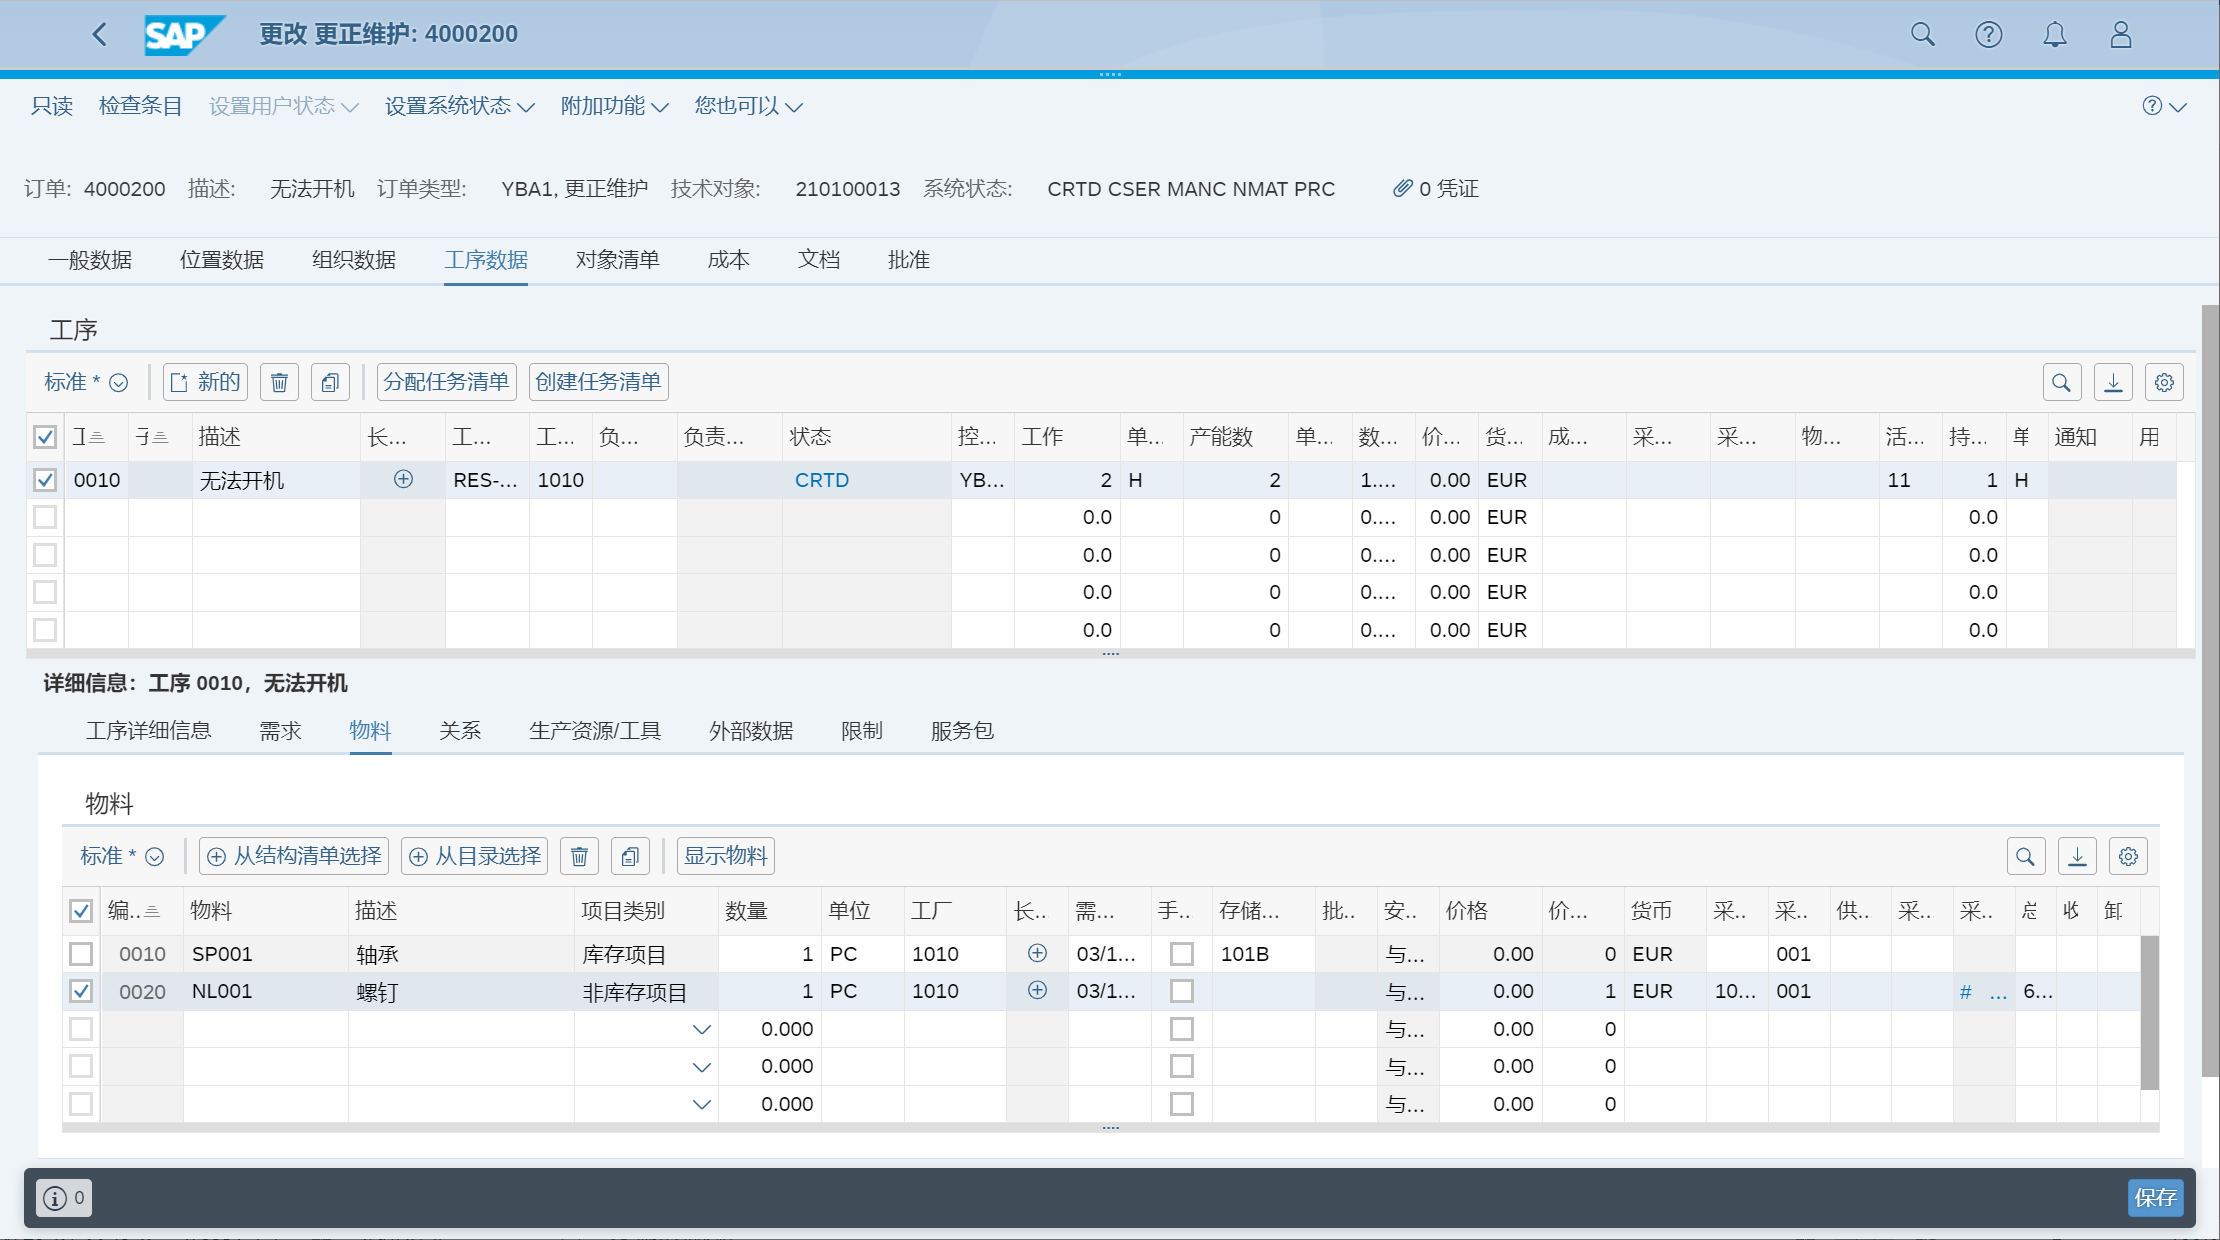 SAP 更改 更正维护: 4000200
只读 检查条目 设置用户状态 设置系统状态 附加功能 您也可以
订单: 4000200 描述: 无法开机 订单类型: YBA1, 更正维护 技术对象: 210100013 系统状态: CRTD CSER MANC NMAT PRC 0 凭证
一般数据 位置数据 组织数据 工序数据 对象清单 成本 文档 批准
工序
标准 * 新的 分配任务清单 创建任务清单
描述 长... 工... 工... 负... 负责... 状态 控... 工作 单... 产能数 单... 数... 价... 货... 成... 采... 采... 物... 活... 持... 单 通知 用
0010 无法开机 RES-... 1010 CRTD YB... 2 H 2 1.... 0.00 EUR 11 1 H
0.0 0 0.... 0.00 EUR 0.0
0.0 0 0.... 0.00 EUR 0.0
0.0 0 0.... 0.00 EUR 0.0
0.0 0 0.... 0.00 EUR 0.0
详细信息：工序 0010，无法开机
工序详细信息 需求 物料 关系 生产资源/工具 外部数据 限制 服务包
物料
标准 * 从结构清单选择 从目录选择 显示物料
编.. 物料 描述 项目类别 数量 单位 工厂 长.. 需... 手.. 存储... 批.. 安.. 价格 价... 货币 采.. 采.. 供.. 采.. 采.. 总 收 卸
0010 SP001 轴承 库存项目 1 PC 1010 03/1... 101B 与... 0.00 0 EUR 001
0020 NL001 螺钉 非库存项目 1 PC 1010 03/1... 与... 0.00 1 EUR 10... 001 # ... 6...
0.000 与... 0.00 0
0.000 与... 0.00 0
0.000 与... 0.00 0
0 保存